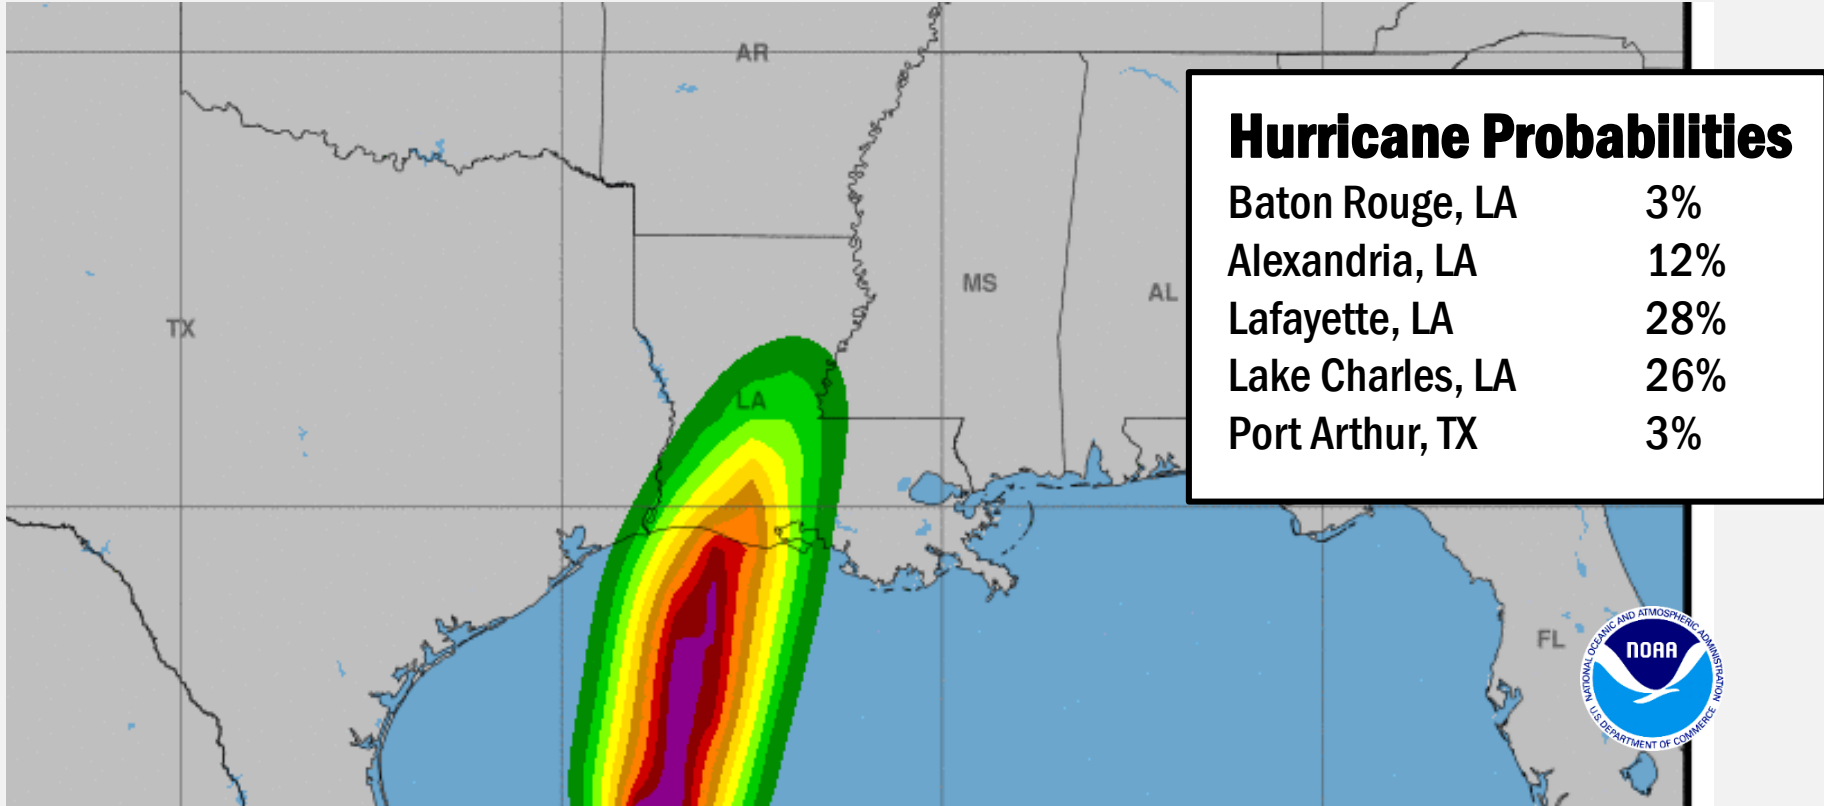 AR
Hurricane Probabilities
Baton Rouge, LA 3%
Alexandria, LA 12%
Lafayette, LA 28%
Lake Charles, LA 26%
Port Arthur, TX 3%
MS
AL
TX
LA
FL
NATIONAL OCEANIC AND ATMOSPHERIC ADMINISTRATION
NOAA
U.S. DEPARTMENT OF COMMERCE